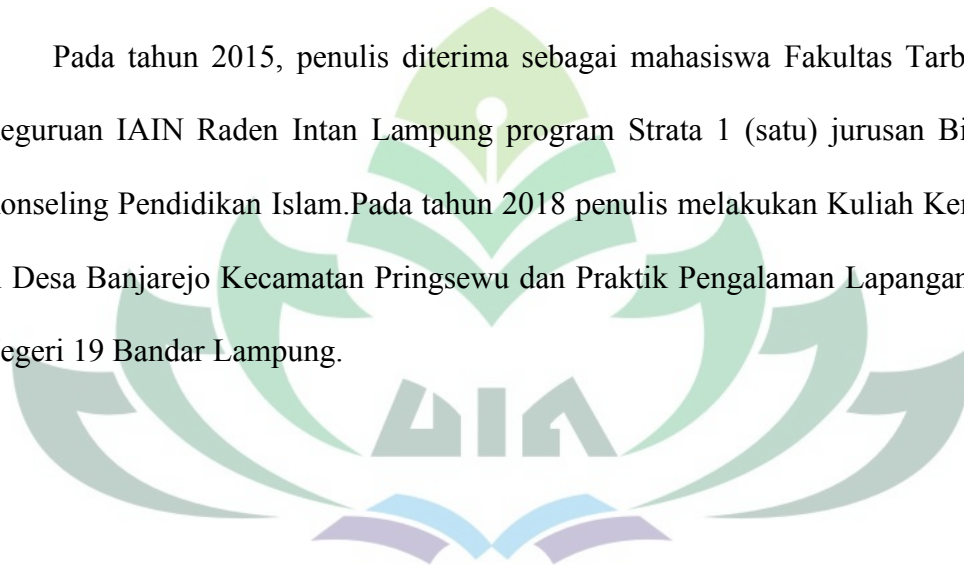 Pada tahun 2015, penulis diterima sebagai mahasiswa Fakultas Tarb
eguruan IAIN Raden Intan Lampung program Strata 1 (satu) jurusan Bi
onseling Pendidikan Islam.Pada tahun 2018 penulis melakukan Kuliah Ker
Desa Banjarejo Kecamatan Pringsewu dan Praktik Pengalaman Lapangan
egeri 19 Bandar Lampung.
UIN